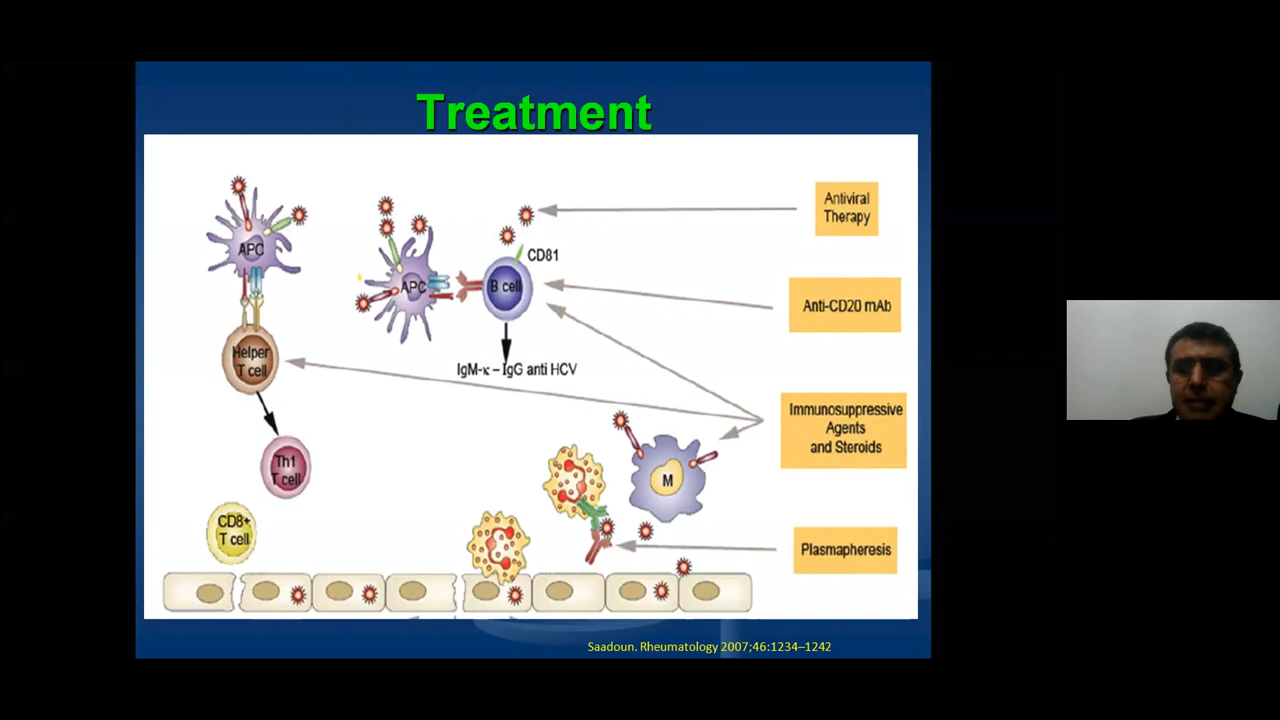 Treatment
Antiviral
Therapy
APC
CD81
APC
B cell
Anti-CD20 mAb
Helper
T cell
IgM-κ – IgG anti HCV
Immunosuppressive
Agents
and Steroids
Th1
T cell
M
CD8+
T cell
Plasmapheresis
Saadoun. Rheumatology 2007;46:1234–1242